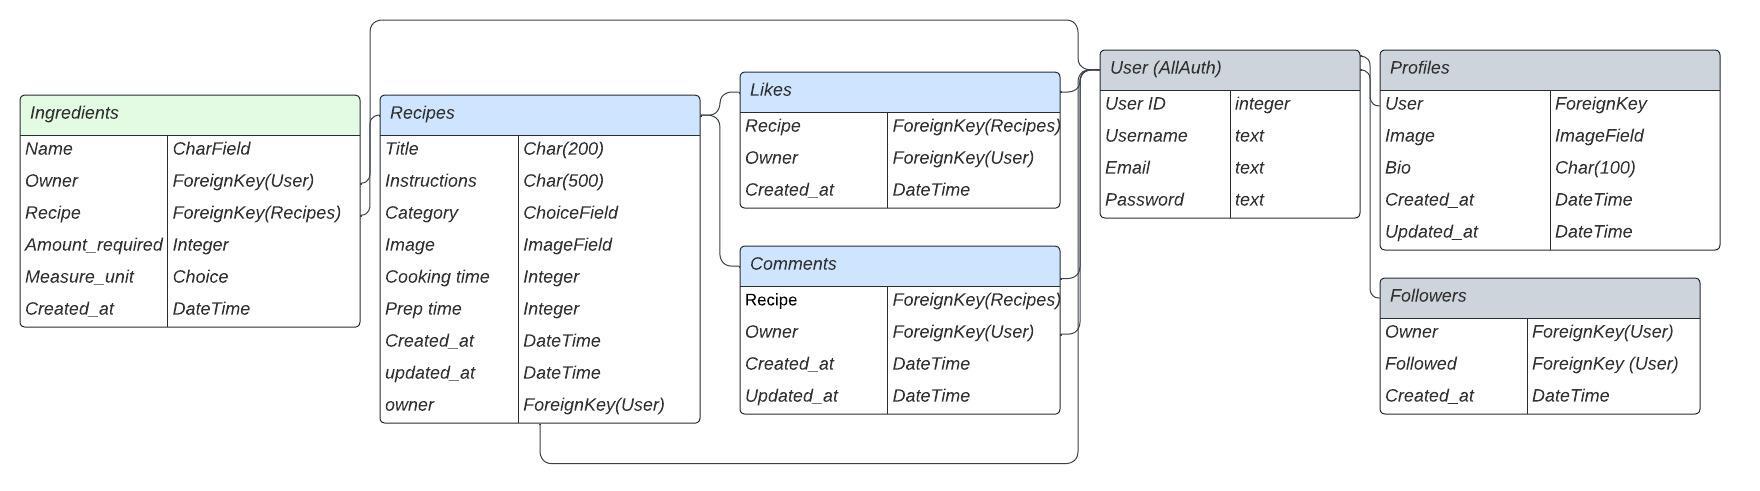 Ingredients
Name CharField
Owner ForeignKey(User)
Recipe ForeignKey(Recipes)
Amount_required Integer
Measure_unit Choice
Created_at DateTime
Recipes
Title Char(200)
Instructions Char(500)
Category ChoiceField
Image ImageField
Cooking time Integer
Prep time Integer
Created_at DateTime
updated_at DateTime
owner ForeignKey(User)
Likes
Recipe ForeignKey(Recipes)
Owner ForeignKey(User)
Created_at DateTime
Comments
Recipe ForeignKey(Recipes)
Owner ForeignKey(User)
Created_at DateTime
Updated_at DateTime
User (AllAuth)
User ID integer
Username text
Email text
Password text
Profiles
User ForeignKey
Image ImageField
Bio Char(100)
Created_at DateTime
Updated_at DateTime
Followers
Owner ForeignKey(User)
Followed ForeignKey (User)
Created_at DateTime